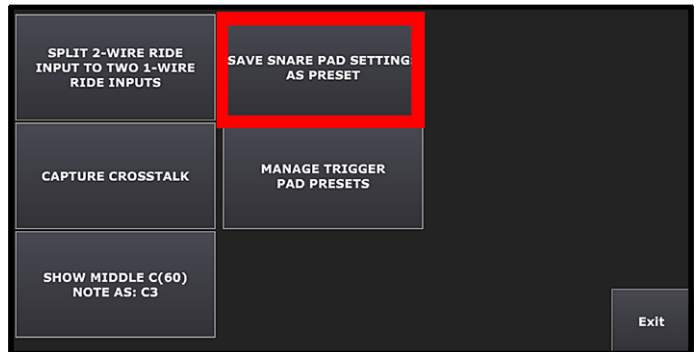 SPLIT 2-WIRE RIDE
INPUT TO TWO 1-WIRE
RIDE INPUTS
SAVE SNARE PAD SETTING
AS PRESET
CAPTURE CROSSTALK
MANAGE TRIGGER
PAD PRESETS
SHOW MIDDLE C(60)
NOTE AS: C3
Exit